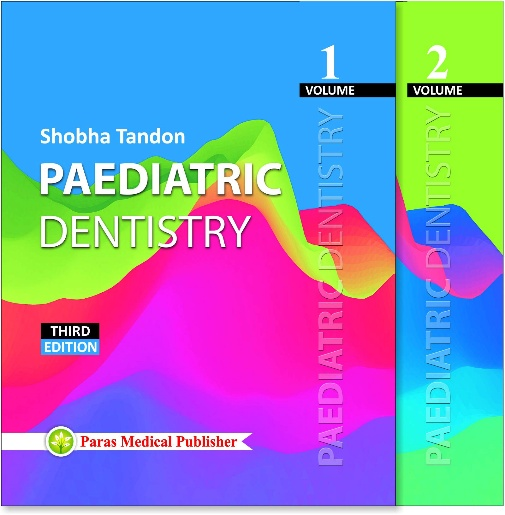 1
VOLUME
2
VOLUME
Shobha Tandon
PAEDIATRIC
DENTISTRY
THIRD
EDITION
Paras Medical Publisher
PAEDIATRIC DENTISTRY
PAEDIATRIC DENTISTRY